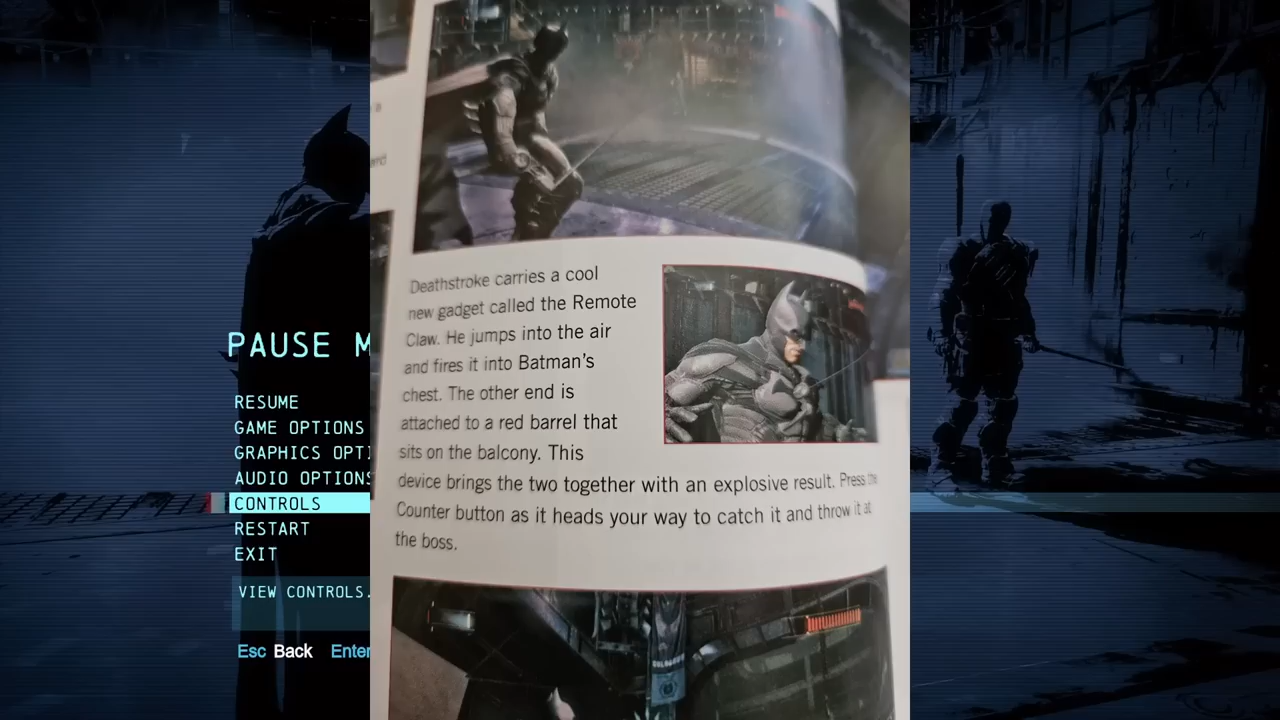 PAUSE M
RESUME
GAME OPTIONS
GRAPHICS OPTI
AUDIO OPTIONS
CONTROLS
RESTART
EXIT
VIEW CONTROLS.
Esc Back Enter
Deathstroke carries a cool
new gadget called the Remote
Claw. He jumps into the air
and fires it into Batman's
chest. The other end is
attached to a red barrel that
sits on the balcony. This
device brings the two together with an explosive result. Press the
Counter button as it heads your way to catch it and throw it at
the boss.